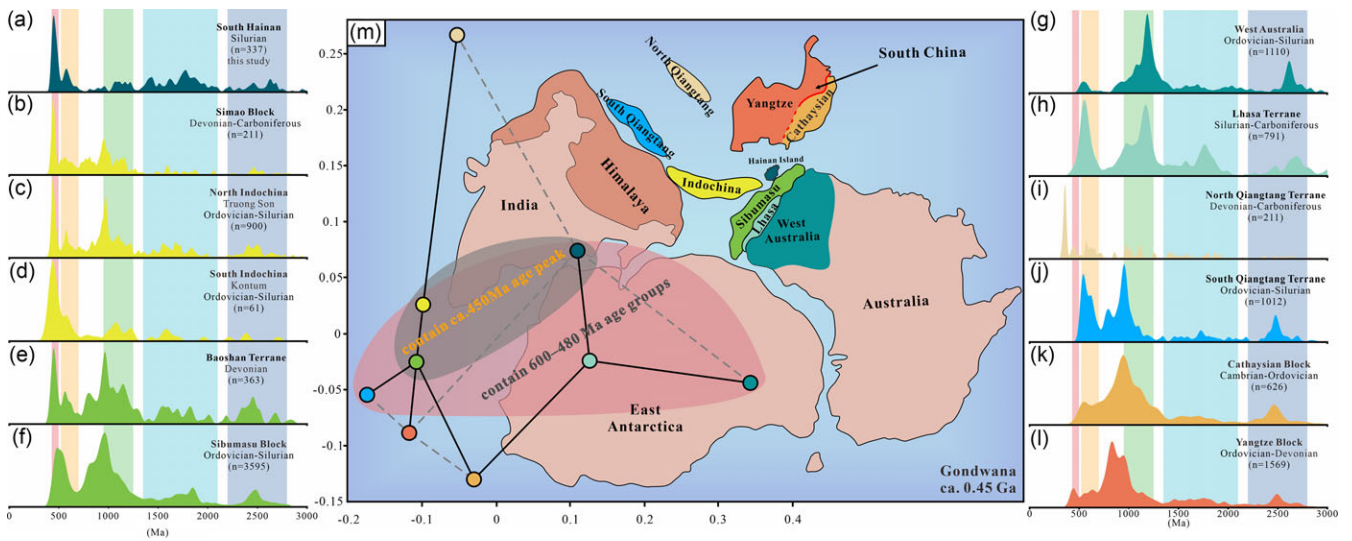 (a)
South Hainan
Silurian
(n=337)
this study
(b)
Simao Block
Devonian-Carboniferous
(n=211)
(c)
North Indochina
Truong Son
Ordovician-Silurian
(n=900)
(d)
South Indochina
Kontum
Ordovician-Silurian
(n=61)
(e)
Baoshan Terrane
Devonian
(n=363)
(f)
Sibumasu Block
Ordovician-Silurian
(n=3595)
0 500 1000 1500 2000 2500 3000
(Ma)
(m)
0.25
0.2
0.15
0.1
0.05
0
-0.05
-0.1
-0.15
-0.2 -0.1 0 0.1 0.2 0.3 0.4
North Qiangtang
South China
Yangtze
Cathaysian
South Qiangtang
Hainan Island
Himalaya
Indochina
India
Sibumasu
Lhasa
West
Australia
contain ca.450Ma age peak
contain 600–480 Ma age groups
Australia
East
Antarctica
Gondwana
ca. 0.45 Ga
(g)
West Australia
Ordovician-Silurian
(n=1110)
(h)
Lhasa Terrane
Silurian-Carboniferous
(n=791)
(i)
North Qiangtang Terrane
Devonian-Carboniferous
(n=211)
(j)
South Qiangtang Terrane
Ordovician-Silurian
(n=1012)
(k)
Cathaysian Block
Cambrian-Ordovician
(n=626)
(l)
Yangtze Block
Ordovician-Devonian
(n=1569)
0 500 1000 1500 2000 2500 3000
(Ma)